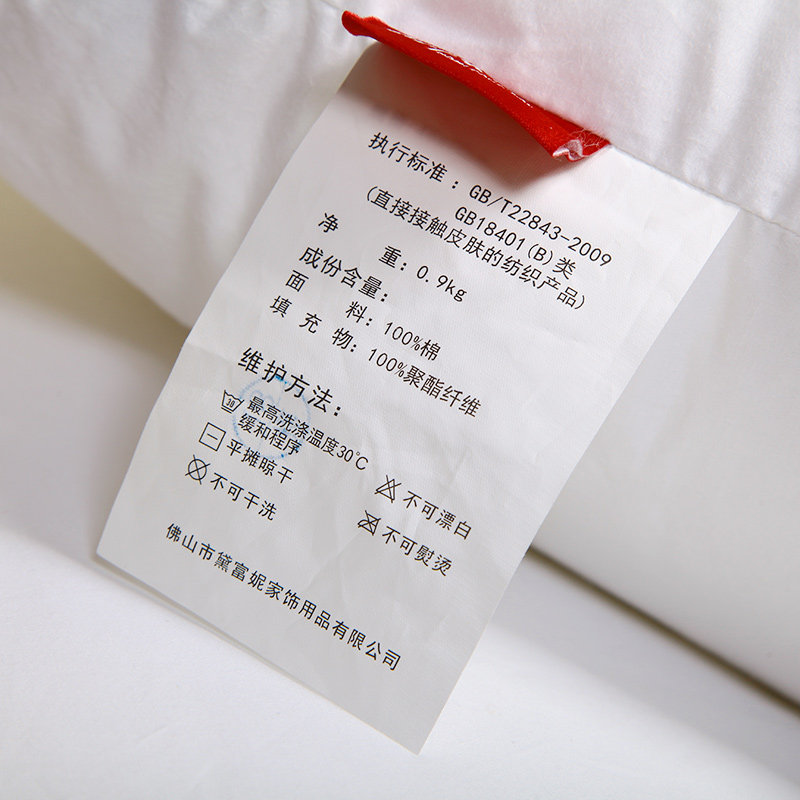 执行标准：GB/T22843-2009
GB18401(B)类
(直接接触皮肤的纺织产品)
净 重：0.9kg
成份含量：
面 料：100%棉
填 充 物：100%聚酯纤维
维护方法：
30 最高洗涤温度30℃
缓和程序
平摊晾干
不可漂白
不可干洗
不可熨烫
佛山市黛富妮家饰用品有限公司